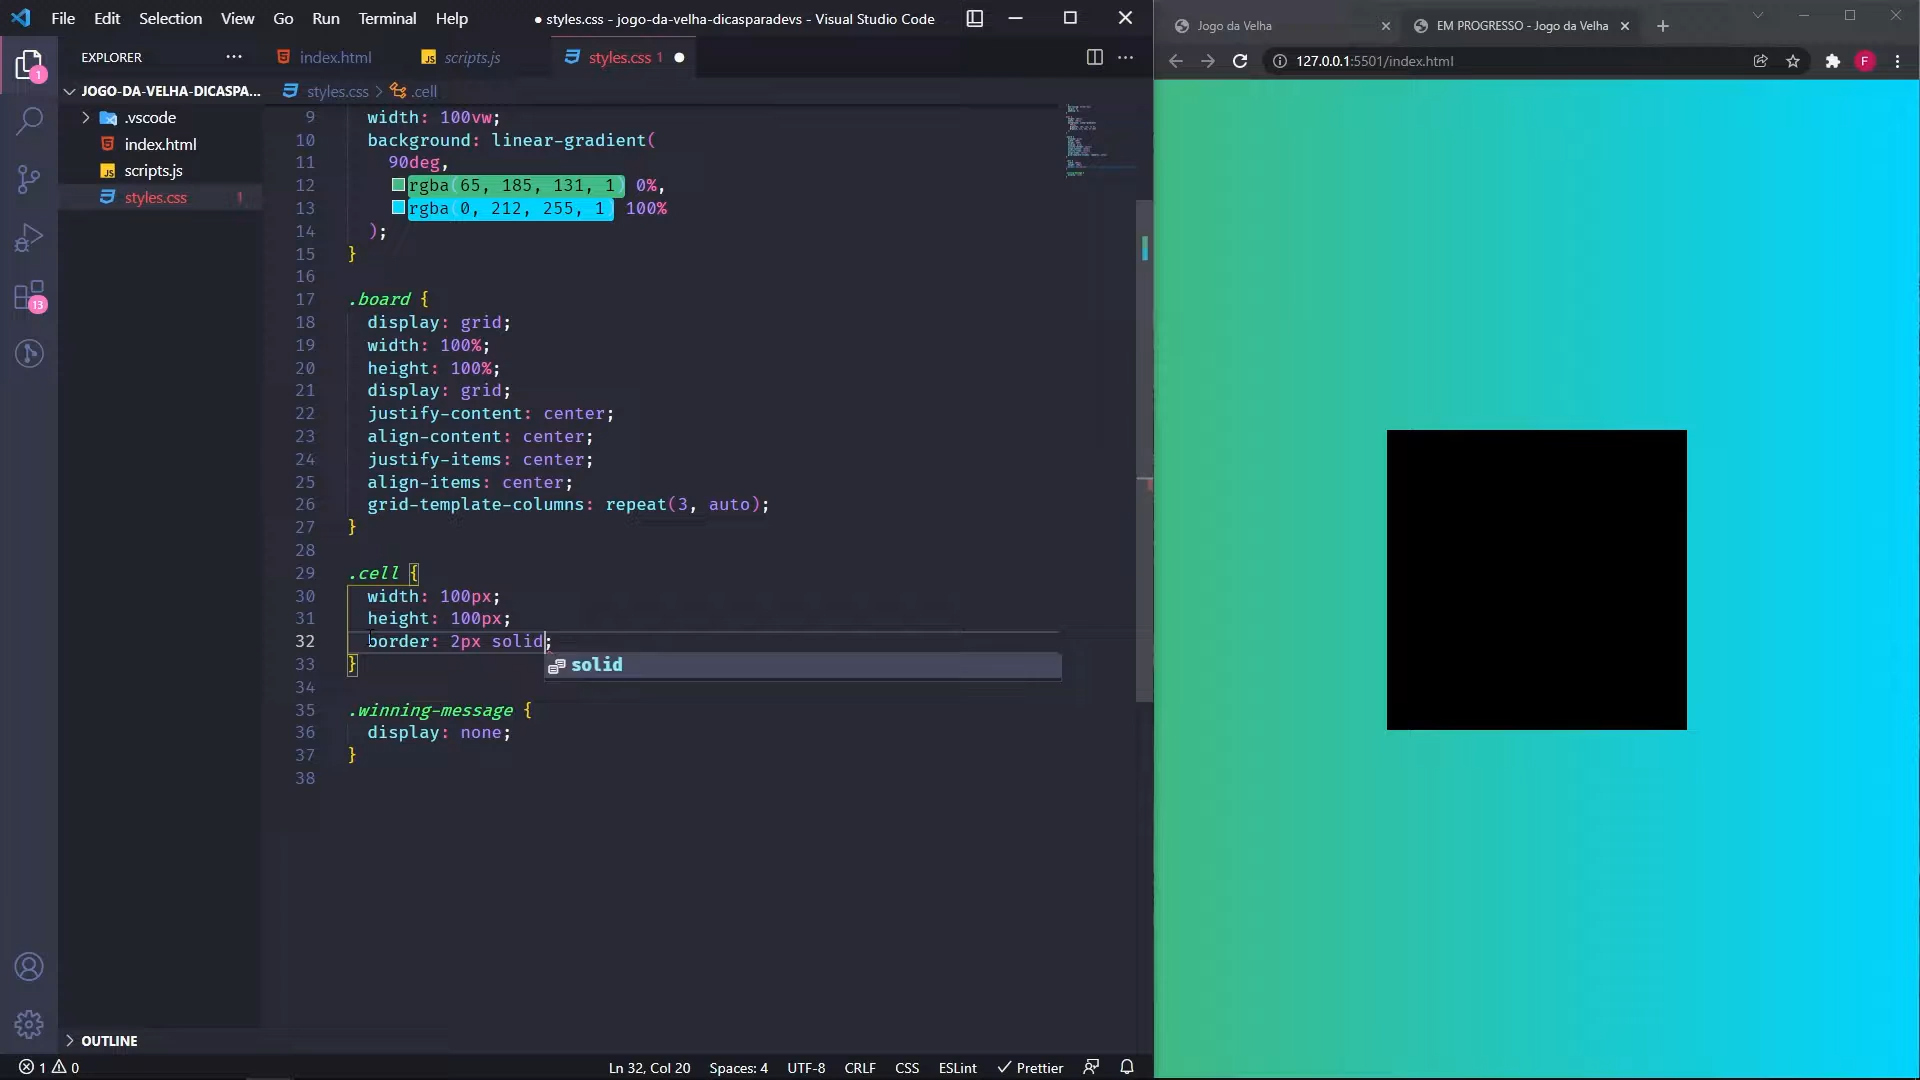 File Edit Selection View Go Run Terminal Help
● styles.css - jogo-da-velha-dicasparadevs - Visual Studio Code
Jogo da Velha
EM PROGRESSO - Jogo da Velha
127.0.0.1:5501/index.html
F
EXPLORER
index.html
scripts.js
styles.css 1
JOGO-DA-VELHA-DICASPA...
.vscode
index.html
scripts.js
styles.css 1
1
13
styles.css > .cell
9 width: 100vw;
10 background: linear-gradient(
11 90deg,
12 rgba(65, 185, 131, 1) 0%,
13 rgba(0, 212, 255, 1) 100%
14 );
15 }
16
17 .board {
18 display: grid;
19 width: 100%;
20 height: 100%;
21 display: grid;
22 justify-content: center;
23 align-content: center;
24 justify-items: center;
25 align-items: center;
26 grid-template-columns: repeat(3, auto);
27 }
28
29 .cell {
30 width: 100px;
31 height: 100px;
32 border: 2px solid;
33 }
solid
34
35 .winning-message {
36 display: none;
37 }
38
OUTLINE
1 0
Ln 32, Col 20 Spaces: 4 UTF-8 CRLF CSS ESLint Prettier